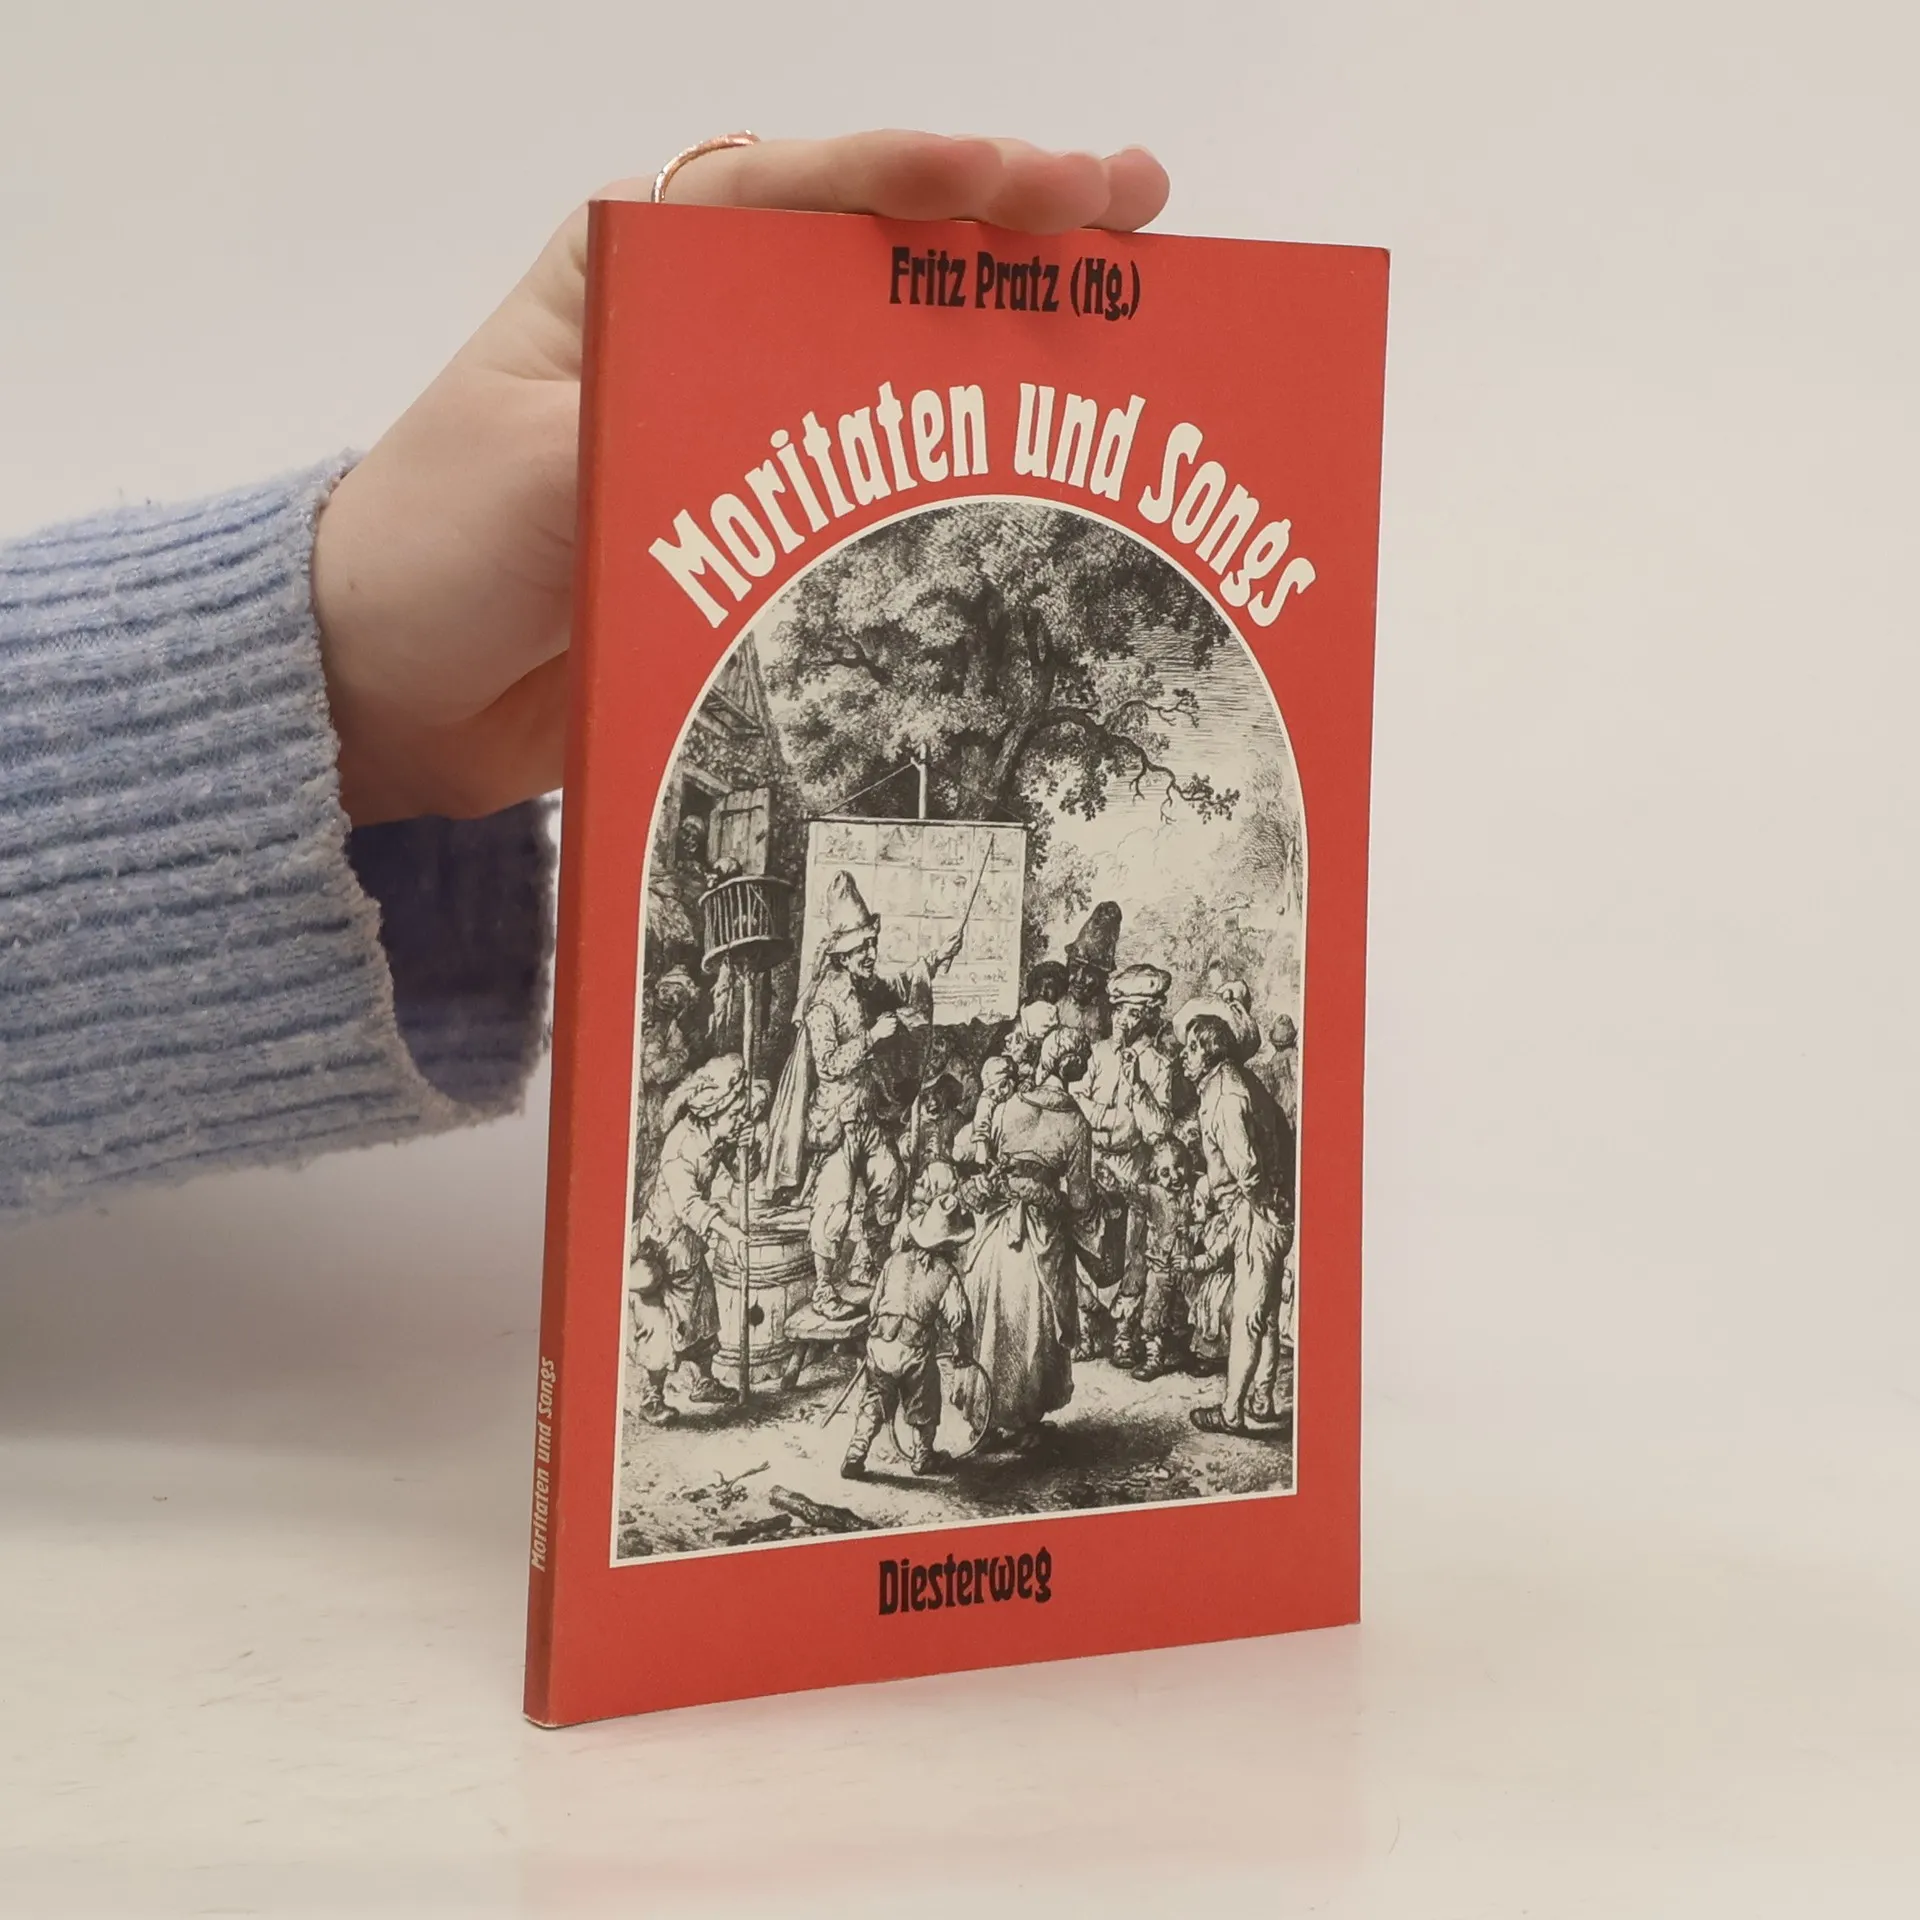 Fritz Pratz (Hg.)
Moritaten und Songs
Diesterweg
Moritaten und Songs